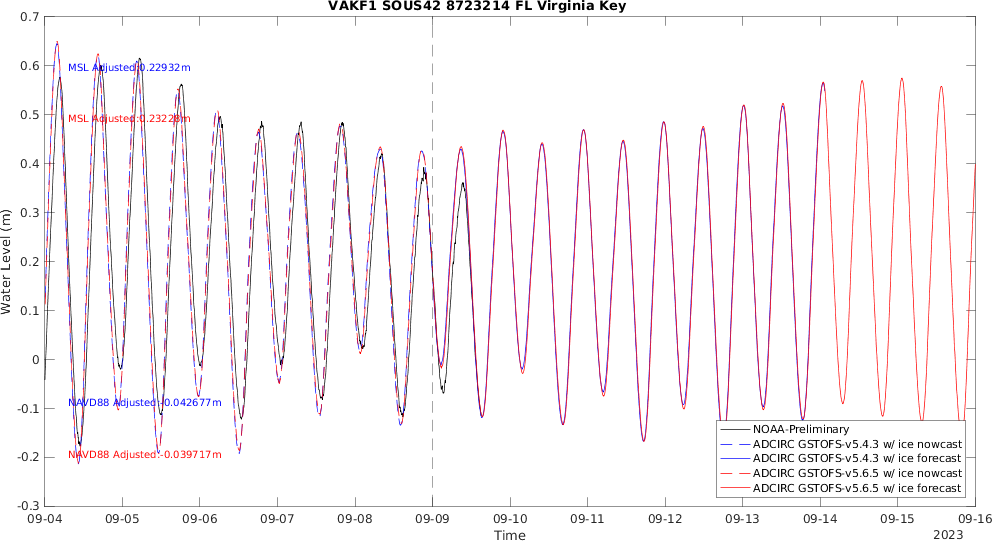 VAKF1 SOUS42 8723214 FL Virginia Key
0.7
0.6
0.5
0.4
0.3
0.2
0.1
0
-0.1
-0.2
-0.3
Water Level (m)
MSL Adjusted:0.22932m
MSL Adjusted:0.23228m
NAVD88 Adjusted:-0.042677m
NAVD88 Adjusted:-0.039717m
NOAA-Preliminary
ADCIRC GSTOFS-v5.4.3 w/ ice nowcast
ADCIRC GSTOFS-v5.4.3 w/ ice forecast
ADCIRC GSTOFS-v5.6.5 w/ ice nowcast
ADCIRC GSTOFS-v5.6.5 w/ ice forecast
09-04 09-05 09-06 09-07 09-08 09-09 09-10 09-11 09-12 09-13 09-14 09-15 09-16
Time
2023